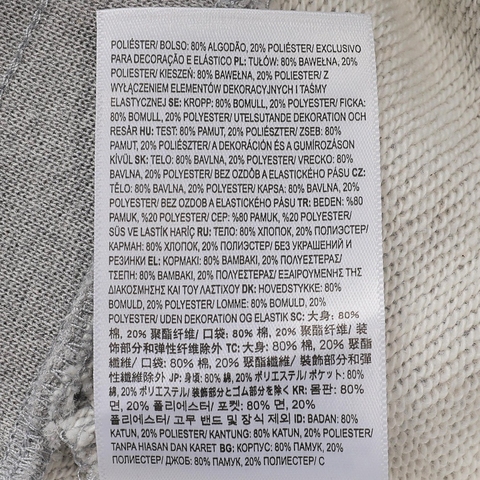 POLIÉSTER/ BOLSO: 80% ALGODÃO, 20% POLIÉSTER/ EXCLUSIVO
PARA DECORAÇÃO E ELÁSTICO PL: TUŁÓW: 80% BAWEŁNA, 20%
POLIESTER/ KIESZEŃ: 80% BAWEŁNA, 20% POLIESTER/ Z
WYŁĄCZENIEM ELEMENTÓW DEKORACYJNYCH I TAŚMY
ELASTYCZNEJ SE: KROPP: 80% BOMULL, 20% POLYESTER/ FICKA:
80% BOMULL, 20% POLYESTER/ UTELSUTANDE DEKORATION OCH
RESÅR HU: TEST: 80% PAMUT, 20% POLIÉSZTER/ ZSEB: 80%
PAMUT, 20% POLIÉSZTER/ A DEKORÁCIÓN ÉS A GUMÍROZÁSON
KÍVÜL SK: TELO: 80% BAVLNA, 20% POLYESTER/ VRECKO: 80%
BAVLNA, 20% POLYESTER/ BEZ OZDOB A ELASTICKÉHO PÁSU CZ:
TĚLO: 80% BAVLNA, 20% POLYESTER/ KAPSA: 80% BAVLNA, 20%
POLYESTER/ BEZ OZDOB A ELASTICKÉHO PÁSU TR: BEDEN: %80
PAMUK, %20 POLYESTER/ CEP: %80 PAMUK, %20 POLYESTER/
SÜS VE LASTİK HARİÇ RU: ТЕЛО: 80% ХЛОПОК, 20% ПОЛИЭСТЕР/
КАРМАН: 80% ХЛОПОК, 20% ПОЛИЭСТЕР/ БЕЗ УКРАШЕНИЙ И
РЕЗИНКИ EL: ΚΟΡΜΑΚΙ: 80% ΒΑΜΒΑΚΙ, 20% ΠΟΛΥΕΣΤΕΡΑΣ/
ΤΣΕΠΗ: 80% ΒΑΜΒΑΚΙ, 20% ΠΟΛΥΕΣΤΕΡΑΣ/ ΕΞΑΙΡΟΥΜΕΝΗΣ ΤΗΣ
ΔΙΑΚΟΣΜΗΣΗΣ ΚΑΙ ΤΟΥ ΛΑΣΤΙΧΟΥ DK: HOVEDSTYKKE: 80%
BOMULD, 20% POLYESTER/ LOMME: 80% BOMULD, 20%
POLYESTER/ UDEN DEKORATION OG ELASTIK SC: 大身: 80%
棉, 20% 聚酯纤维/ 口袋: 80% 棉, 20% 聚酯纤维/ 装
饰部分和弹性纤维除外 TC: 大身: 80% 棉, 20% 聚酯
纖維/ 口袋: 80% 棉, 20% 聚酯纖維/ 裝飾部分和彈
性纖維除外 JP: 身頃: 80% 綿, 20% ポリエステル/ ポケット: 80%
綿, 20% ポリエステル/ 装飾部分とゴム部分を除く KR: 몸판: 80%
면, 20% 폴리에스터/ 포켓: 80% 면, 20%
폴리에스터/ 고무 밴드 및 장식 제외 ID: BADAN: 80%
KATUN, 20% POLIESTER/ KANTUNG: 80% KATUN, 20% POLIESTER/
TANPA HIASAN DAN KARET BG: КОРПУС: 80% ПАМУК, 20%
ПОЛИЕСТЕР/ ДЖОБ: 80% ПАМУК, 20% ПОЛИЕСТЕР/ С